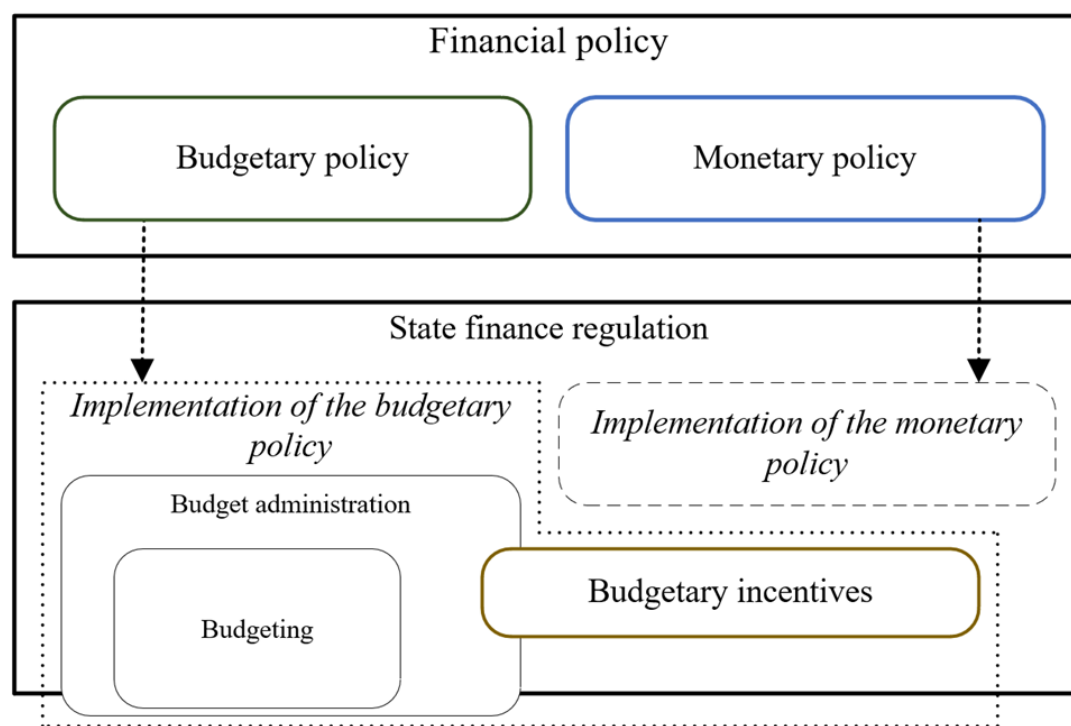 Financial policy
Budgetary policy
Monetary policy
State finance regulation
Implementation of the budgetary
policy
Implementation of the monetary
policy
Budget administration
Budgetary incentives
Budgeting